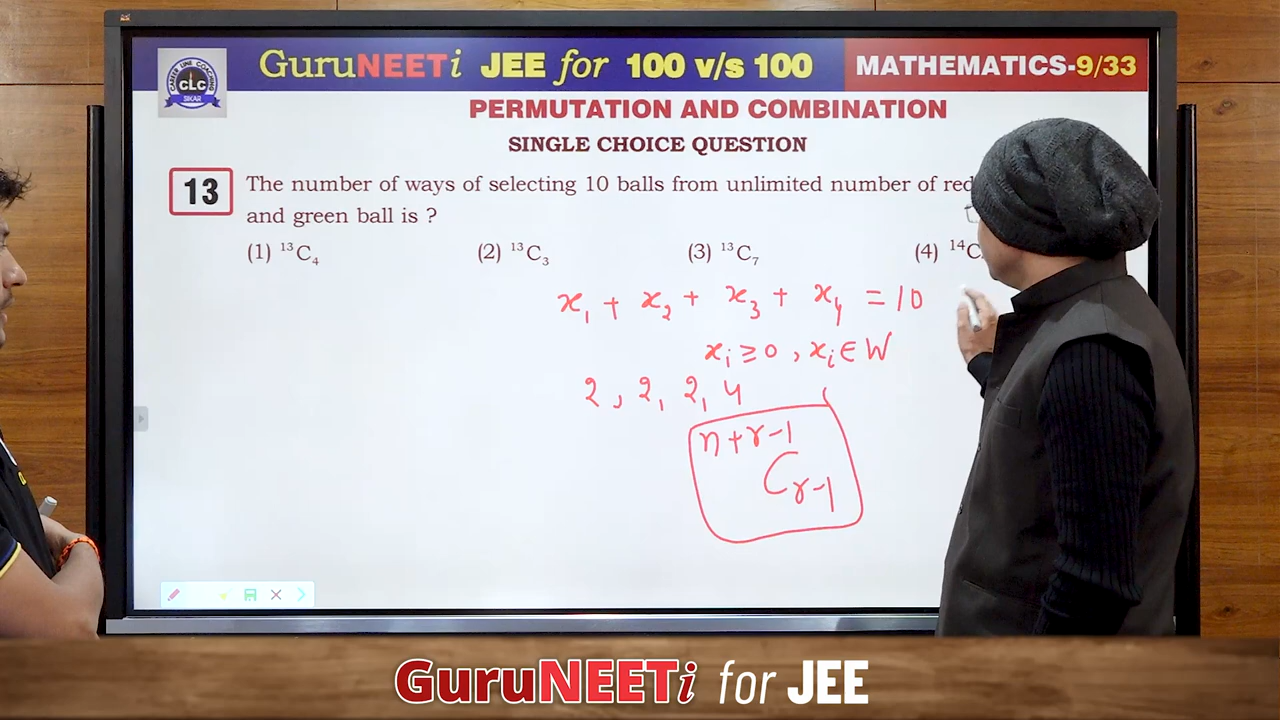 GuruNEETi JEE for 100 v/s 100
MATHEMATICS-9/33
CLC
SIKAR
PERMUTATION AND COMBINATION
SINGLE CHOICE QUESTION
13
The number of ways of selecting 10 balls from unlimited number of red
and green ball is ?
(1) ¹³C₄ (2) ¹³C₃ (3) ¹³C₇ (4) ¹⁴C
x₁ + x₂ + x₃ + x₄ = 10
xᵢ ≥ 0 , xᵢ ∈ W
2 , 2, 2, 4
n+r-1
Cr-1
GuruNEETi for JEE